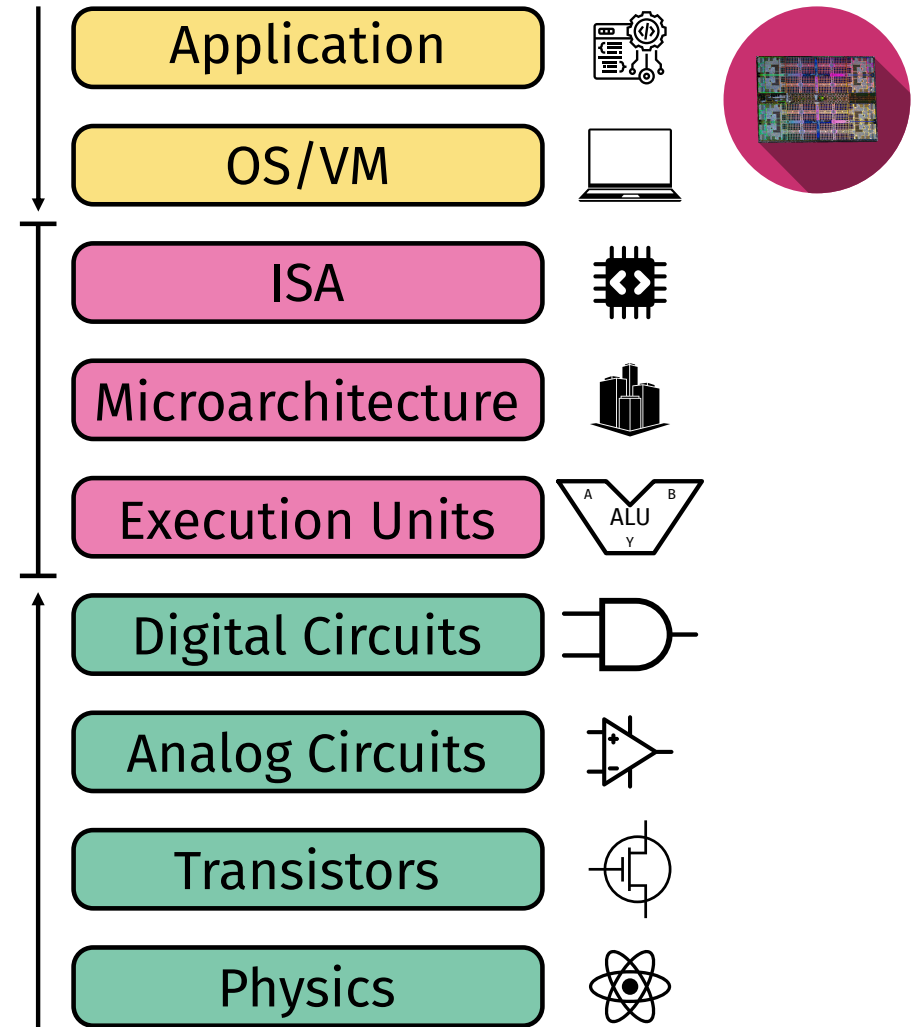 Application
OS/VM
ISA
Microarchitecture
Execution Units
A B
ALU
Y
Digital Circuits
Analog Circuits
Transistors
Physics